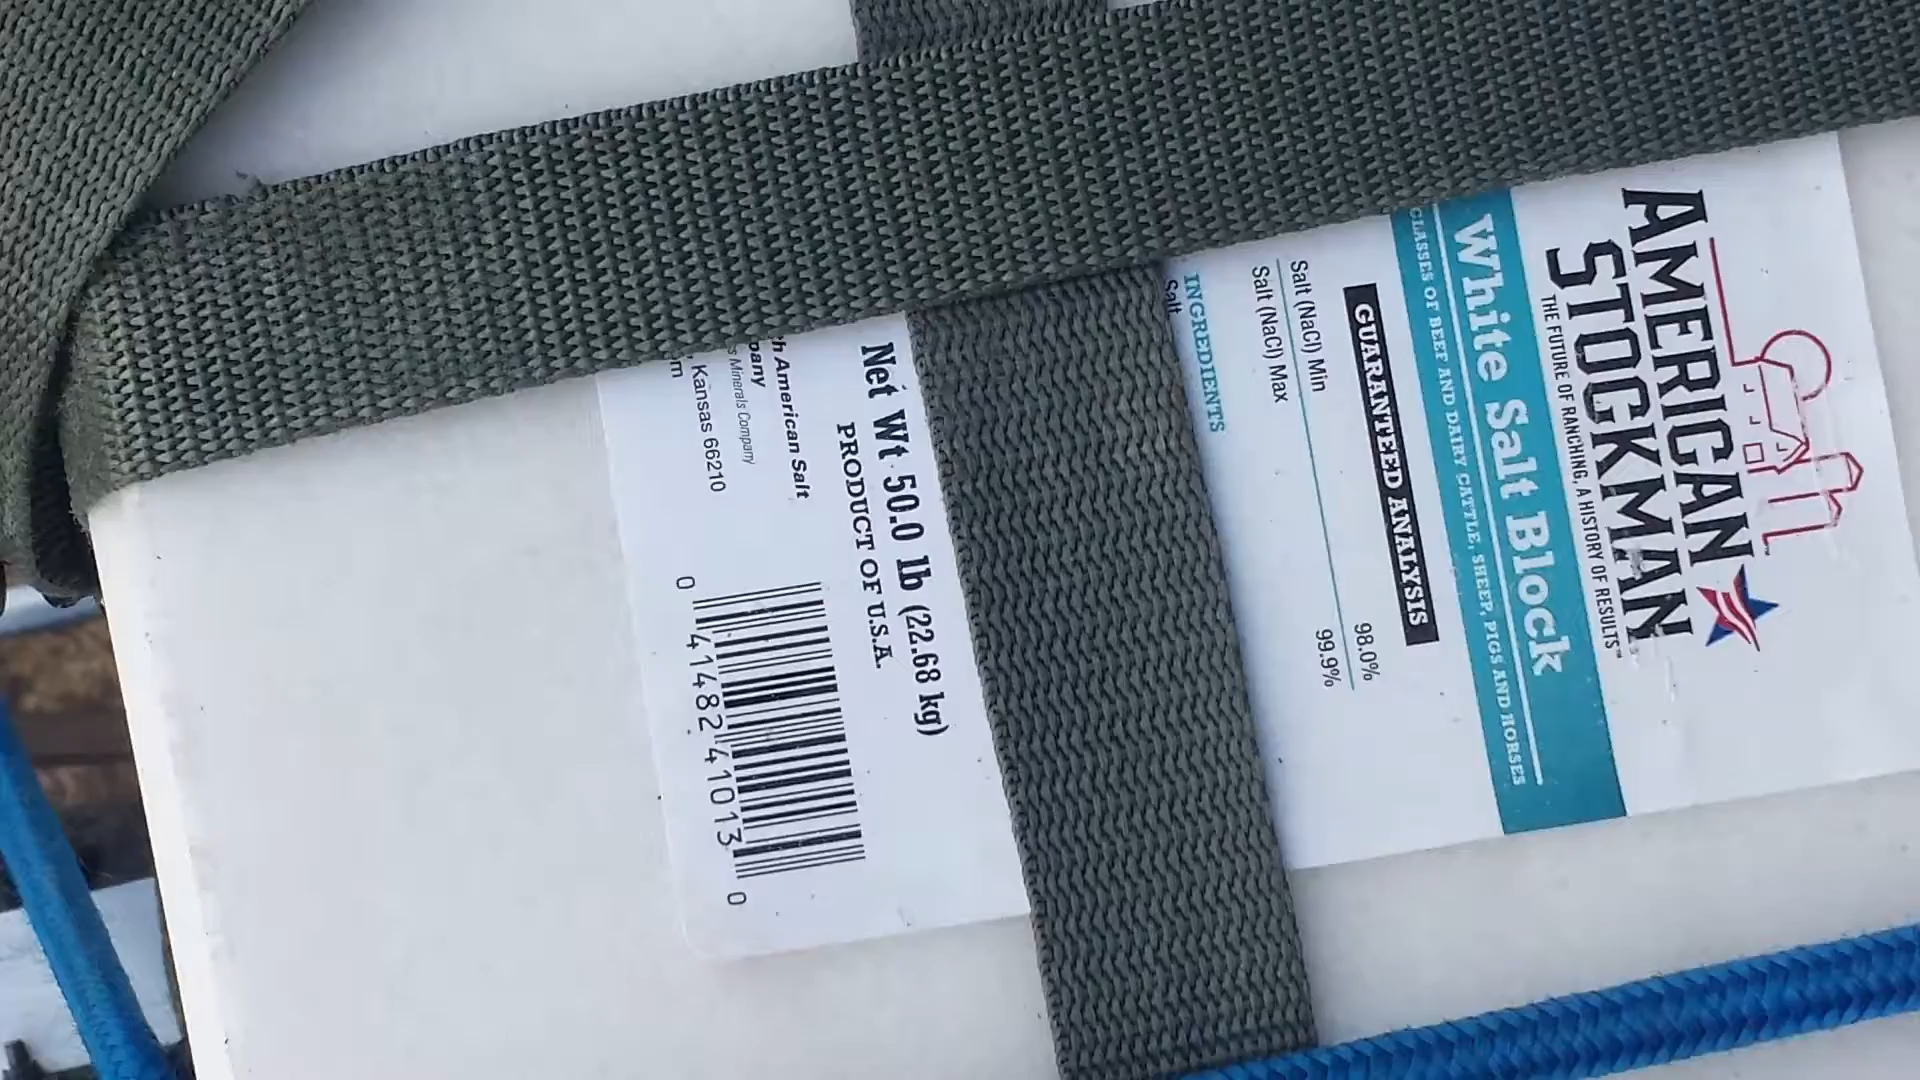 AMERICAN
STOCKMAN™
THE FUTURE OF RANCHING, A HISTORY OF RESULTS™
White Salt Block
CLASSES OF BEEF AND DAIRY CATTLE, SHEEP, PIGS AND HORSES
GUARANTEED ANALYSIS
Salt (NaCl) Min 98.0%
Salt (NaCl) Max 99.9%
INGREDIENTS
Salt
Net Wt 50.0 lb (22.68 kg)
PRODUCT OF U.S.A.
American Salt
Minerals Company
Kansas 66210
0 41482 41013 0